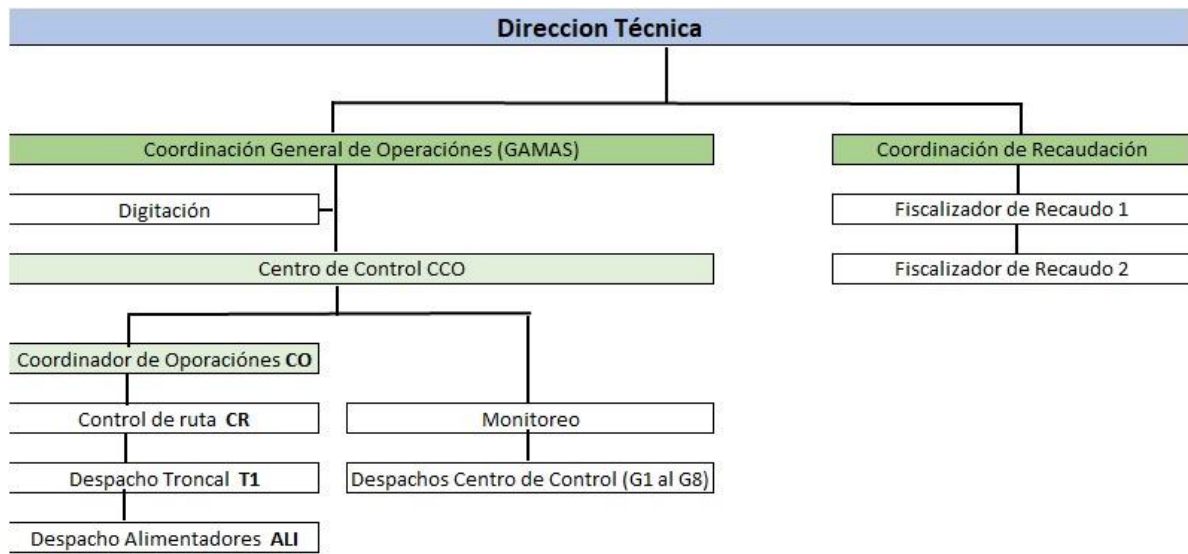 Direccion Técnica
Coordinación General de Operaciónes (GAMAS)
Coordinación de Recaudación
Digitación
Fiscalizador de Recaudo 1
Centro de Control CCO
Fiscalizador de Recaudo 2
Coordinador de Oporaciónes CO
Control de ruta CR
Monitoreo
Despacho Troncal T1
Despachos Centro de Control (G1 al G8)
Despacho Alimentadores ALI